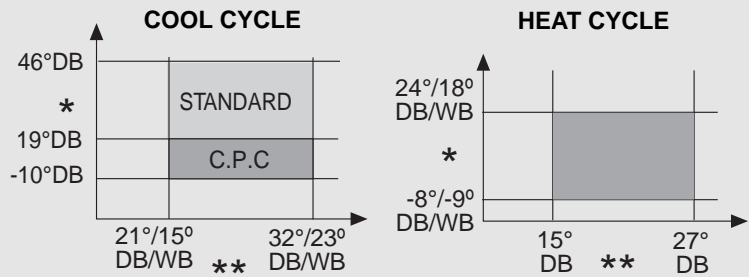 COOL CYCLE
46°DB
*
19°DB
-10°DB
STANDARD
C.P.C
21°/15º
DB/WB
**
32°/23º
DB/WB
HEAT CYCLE
24°/18º
DB/WB
*
-8°/-9º
DB/WB
15°
DB
**
27°
DB